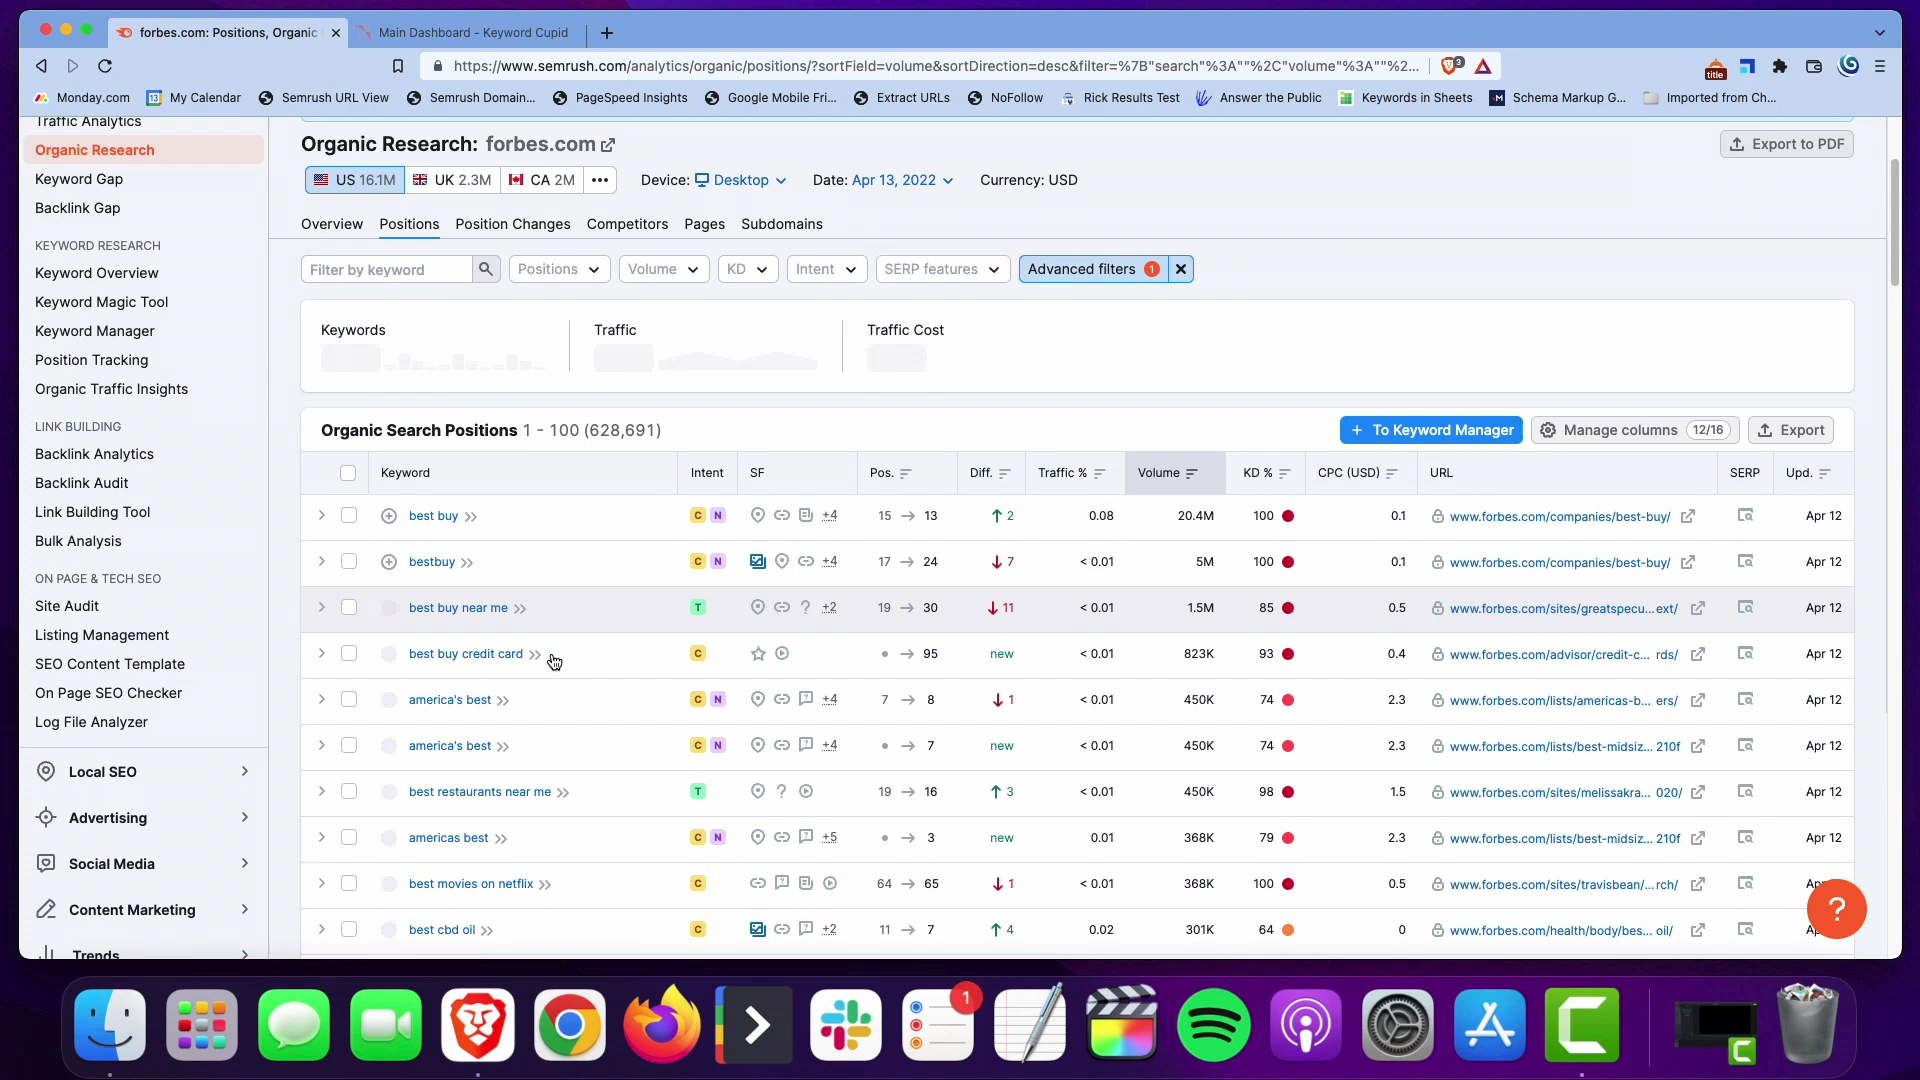 forbes.com: Positions, Organic
Main Dashboard - Keyword Cupid
https://www.semrush.com/analytics/organic/positions/?sortField=volume&sortDirection=desc&filter=%7B"search"%3A""%2C"volume"%3A""%2...
3
title
Monday.com
13 My Calendar
Semrush URL View
Semrush Domain...
PageSpeed Insights
Google Mobile Fri...
Extract URLs
NoFollow
Rick Results Test
Answer the Public
Keywords in Sheets
Schema Markup G...
Imported from Ch...
Traffic Analytics
Organic Research
Keyword Gap
Backlink Gap
KEYWORD RESEARCH
Keyword Overview
Keyword Magic Tool
Keyword Manager
Position Tracking
Organic Traffic Insights
LINK BUILDING
Backlink Analytics
Backlink Audit
Link Building Tool
Bulk Analysis
ON PAGE & TECH SEO
Site Audit
Listing Management
SEO Content Template
On Page SEO Checker
Log File Analyzer
Local SEO
Advertising
Social Media
Content Marketing
Trends
Organic Research: forbes.com
Export to PDF
US 16.1M UK 2.3M CA 2M ••• Device: Desktop Date: Apr 13, 2022 Currency: USD
Overview Positions Position Changes Competitors Pages Subdomains
Filter by keyword Positions Volume KD Intent SERP features Advanced filters 1
Keywords Traffic Traffic Cost
Organic Search Positions 1 - 100 (628,691)
+ To Keyword Manager Manage columns 12/16 Export
Keyword Intent SF Pos. Diff. Traffic % Volume KD % CPC (USD) URL SERP Upd.
best buy C N +4 15 → 13 ↑ 2 0.08 20.4M 100 0.1 www.forbes.com/companies/best-buy/ Apr 12
bestbuy C N +4 17 → 24 ↓ 7 < 0.01 5M 100 0.1 www.forbes.com/companies/best-buy/ Apr 12
best buy near me T ? +2 19 → 30 ↓ 11 < 0.01 1.5M 85 0.5 www.forbes.com/sites/greatspecu...ext/ Apr 12
best buy credit card C • → 95 new < 0.01 823K 93 0.4 www.forbes.com/advisor/credit-c... rds/ Apr 12
america's best C N +4 7 → 8 ↓ 1 < 0.01 450K 74 2.3 www.forbes.com/lists/americas-b... ers/ Apr 12
america's best C N +4 • → 7 new < 0.01 450K 74 2.3 www.forbes.com/lists/best-midsiz... 210f Apr 12
best restaurants near me T ? 19 → 16 ↑ 3 < 0.01 450K 98 1.5 www.forbes.com/sites/melissakra... 020/ Apr 12
americas best C N +5 • → 3 new 0.01 368K 79 2.3 www.forbes.com/lists/best-midsiz... 210f Apr 12
best movies on netflix C 64 → 65 ↓ 1 < 0.01 368K 100 0.5 www.forbes.com/sites/travisbean/...rch/
best cbd oil C +2 11 → 7 ↑ 4 0.02 301K 64 0 www.forbes.com/health/body/bes... oil/
?
1